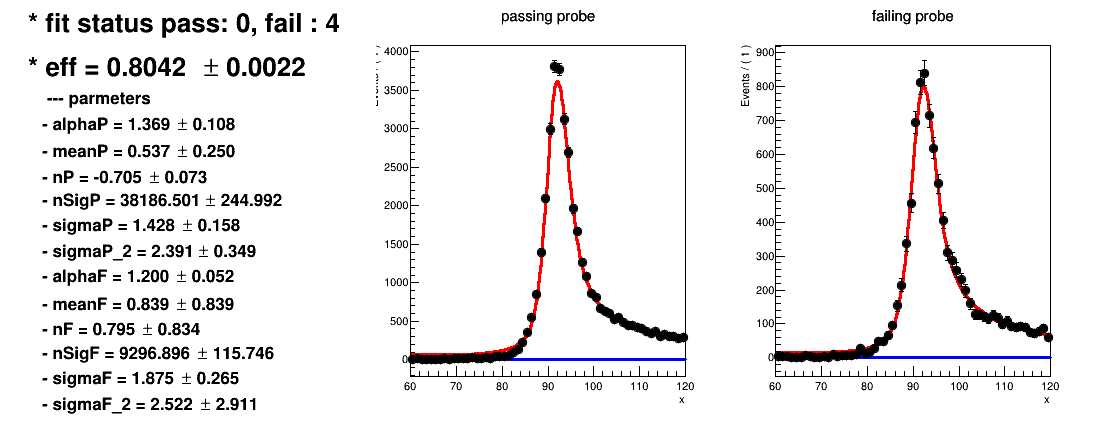 * fit status pass: 0, fail : 4
* eff = 0.8042 ± 0.0022
--- parmeters
- alphaP = 1.369 ± 0.108
- meanP = 0.537 ± 0.250
- nP = -0.705 ± 0.073
- nSigP = 38186.501 ± 244.992
- sigmaP = 1.428 ± 0.158
- sigmaP_2 = 2.391 ± 0.349
- alphaF = 1.200 ± 0.052
- meanF = 0.839 ± 0.839
- nF = 0.795 ± 0.834
- nSigF = 9296.896 ± 115.746
- sigmaF = 1.875 ± 0.265
- sigmaF_2 = 2.522 ± 2.911
passing probe
4000
3500
3000
2500
2000
1500
1000
500
0
60 70 80 90 100 110 120
x
failing probe
Events / ( 1 )
900
800
700
600
500
400
300
200
100
0
60 70 80 90 100 110 120
x